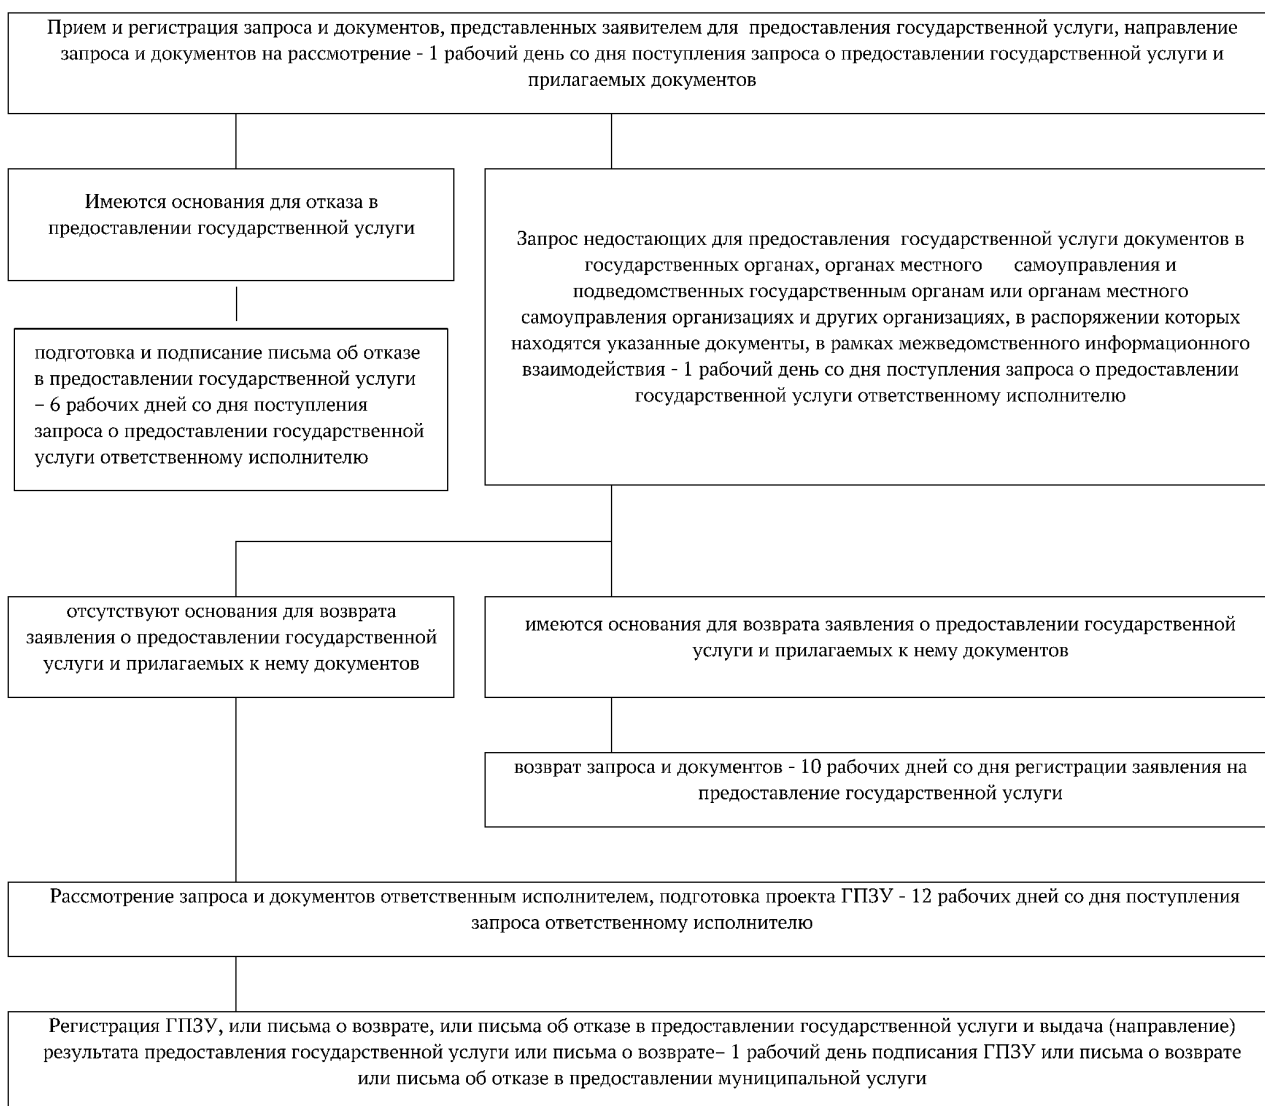 Прием и регистрация запроса и документов, представленных заявителем для предоставления государственной услуги, направление
запроса и документов на рассмотрение - 1 рабочий день со дня поступления запроса о предоставлении государственной услуги и
прилагаемых документов
Имеются основания для отказа в
предоставлении государственной услуги
подготовка и подписание письма об отказе
в предоставлении государственной услуги
– 6 рабочих дней со дня поступления
запроса о предоставлении государственной
услуги ответственному исполнителю
Запрос недостающих для предоставления государственной услуги документов в
государственных органах, органах местного самоуправления и
подведомственных государственным органам или органам местного
самоуправления организациях и других организациях, в распоряжении которых
находятся указанные документы, в рамках межведомственного информационного
взаимодействия - 1 рабочий день со дня поступления запроса о предоставлении
государственной услуги ответственному исполнителю
отсутствуют основания для возврата
заявления о предоставлении государственной
услуги и прилагаемых к нему документов
имеются основания для возврата заявления о предоставлении государственной
услуги и прилагаемых к нему документов
возврат запроса и документов - 10 рабочих дней со дня регистрации заявления на
предоставление государственной услуги
Рассмотрение запроса и документов ответственным исполнителем, подготовка проекта ГПЗУ - 12 рабочих дней со дня поступления
запроса ответственному исполнителю
Регистрация ГПЗУ, или письма о возврате, или письма об отказе в предоставлении государственной услуги и выдача (направление)
результата предоставления государственной услуги или письма о возврате– 1 рабочий день подписания ГПЗУ или письма о возврате
или письма об отказе в предоставлении муниципальной услуги